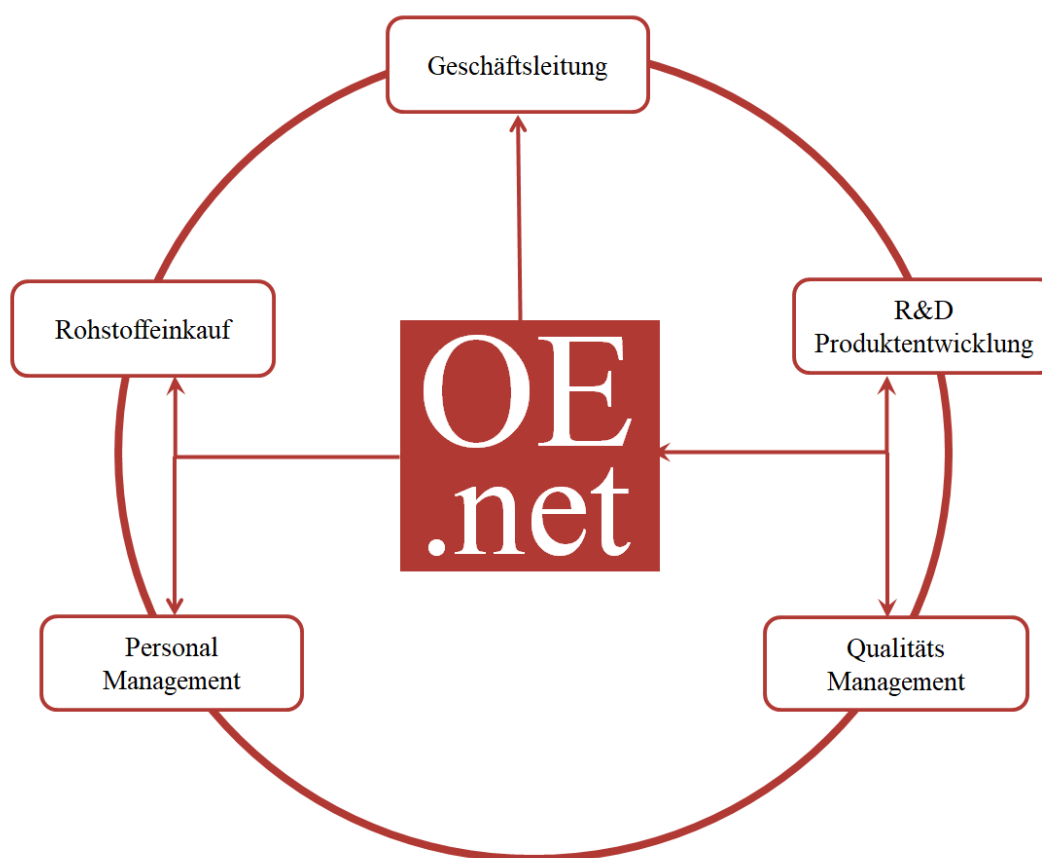 Geschäftsleitung
Rohstoffeinkauf
R&D
Produktentwicklung
OE
.net
Personal
Management
Qualitäts
Management